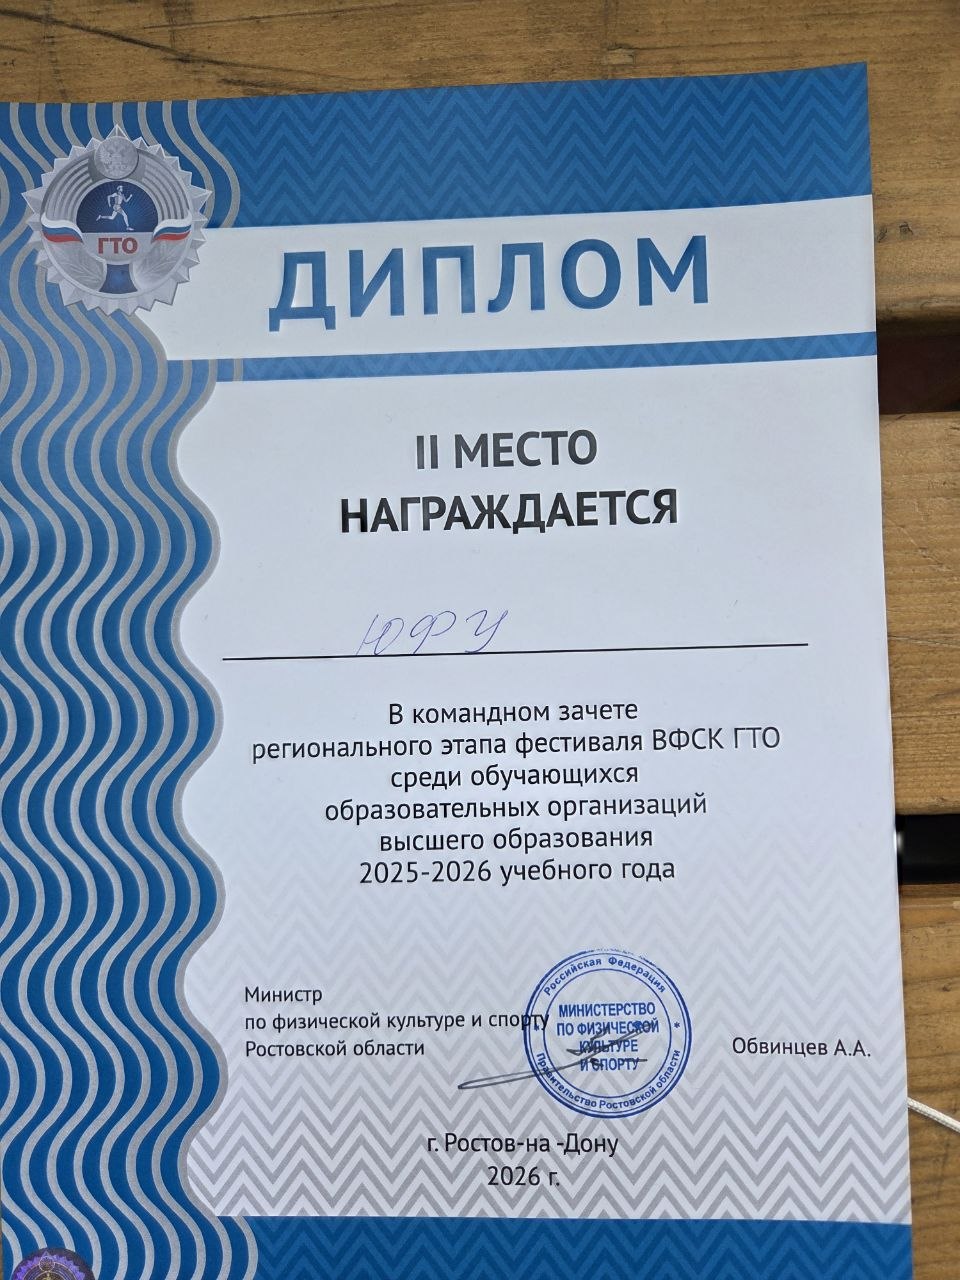 ГТО
ДИПЛОМ
II МЕСТО
НАГРАЖДАЕТСЯ
ЮФУ
В командном зачете
регионального этапа фестиваля ВФСК ГТО
среди обучающихся
образовательных организаций
высшего образования
2025-2026 учебного года
Министр
по физической культуре и спорту
Ростовской области
Российская Федерация
МИНИСТЕРСТВО
ПО ФИЗИЧЕСКОЙ
КУЛЬТУРЕ
И СПОРТУ
Правительство Ростовской области
Обвинцев А.А.
г. Ростов-на -Дону
2026 г.